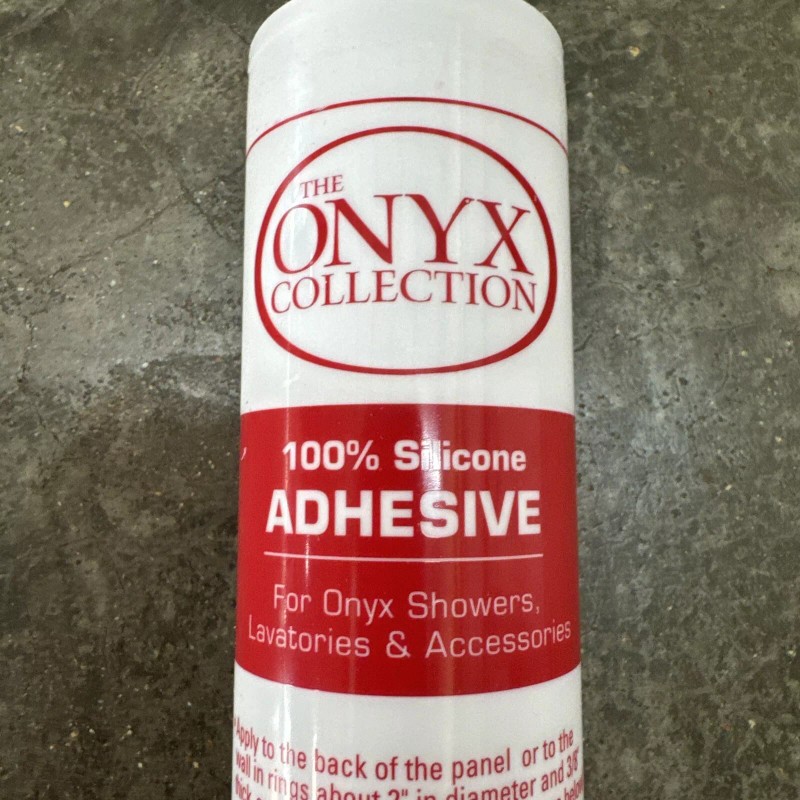 THE
ONYX
COLLECTION
100% Silicone
ADHESIVE
For Onyx Showers,
Lavatories & Accessories
Apply to the back of the panel or to the
wall in rings about 2" in diameter and 3/8"
thick